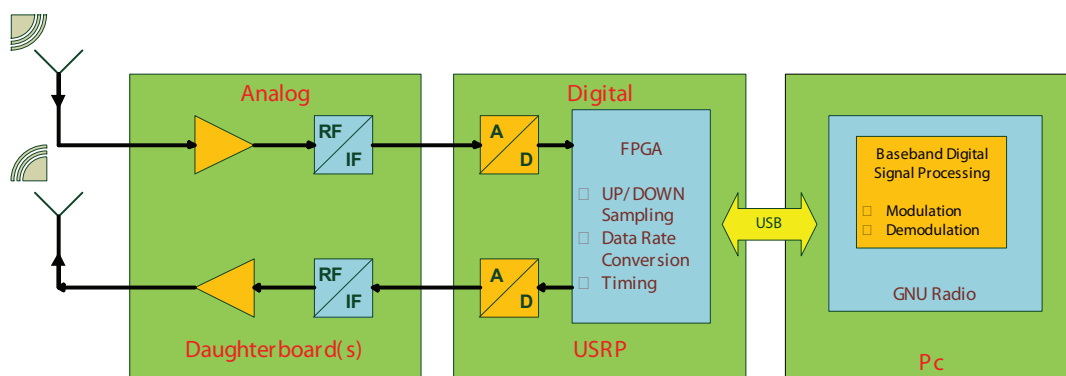 Analog
RF
IF
RF
IF
Daughterboard(s)
Digital
A
D
A
D
FPGA
UP/DOWN
Sampling
Data Rate
Conversion
Timing
USRP
USB
Baseband Digital
Signal Processing
Modulation
Demodulation
GNU Radio
Pc